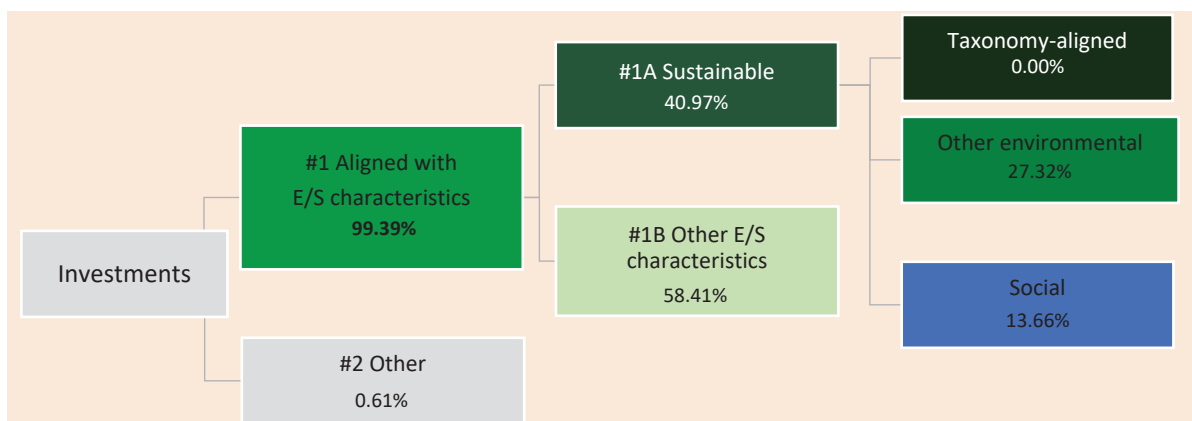 Investments
#1 Aligned with
E/S characteristics
99.39%
#2 Other
0.61%
#1A Sustainable
40.97%
#1B Other E/S
characteristics
58.41%
Taxonomy-aligned
0.00%
Other environmental
27.32%
Social
13.66%